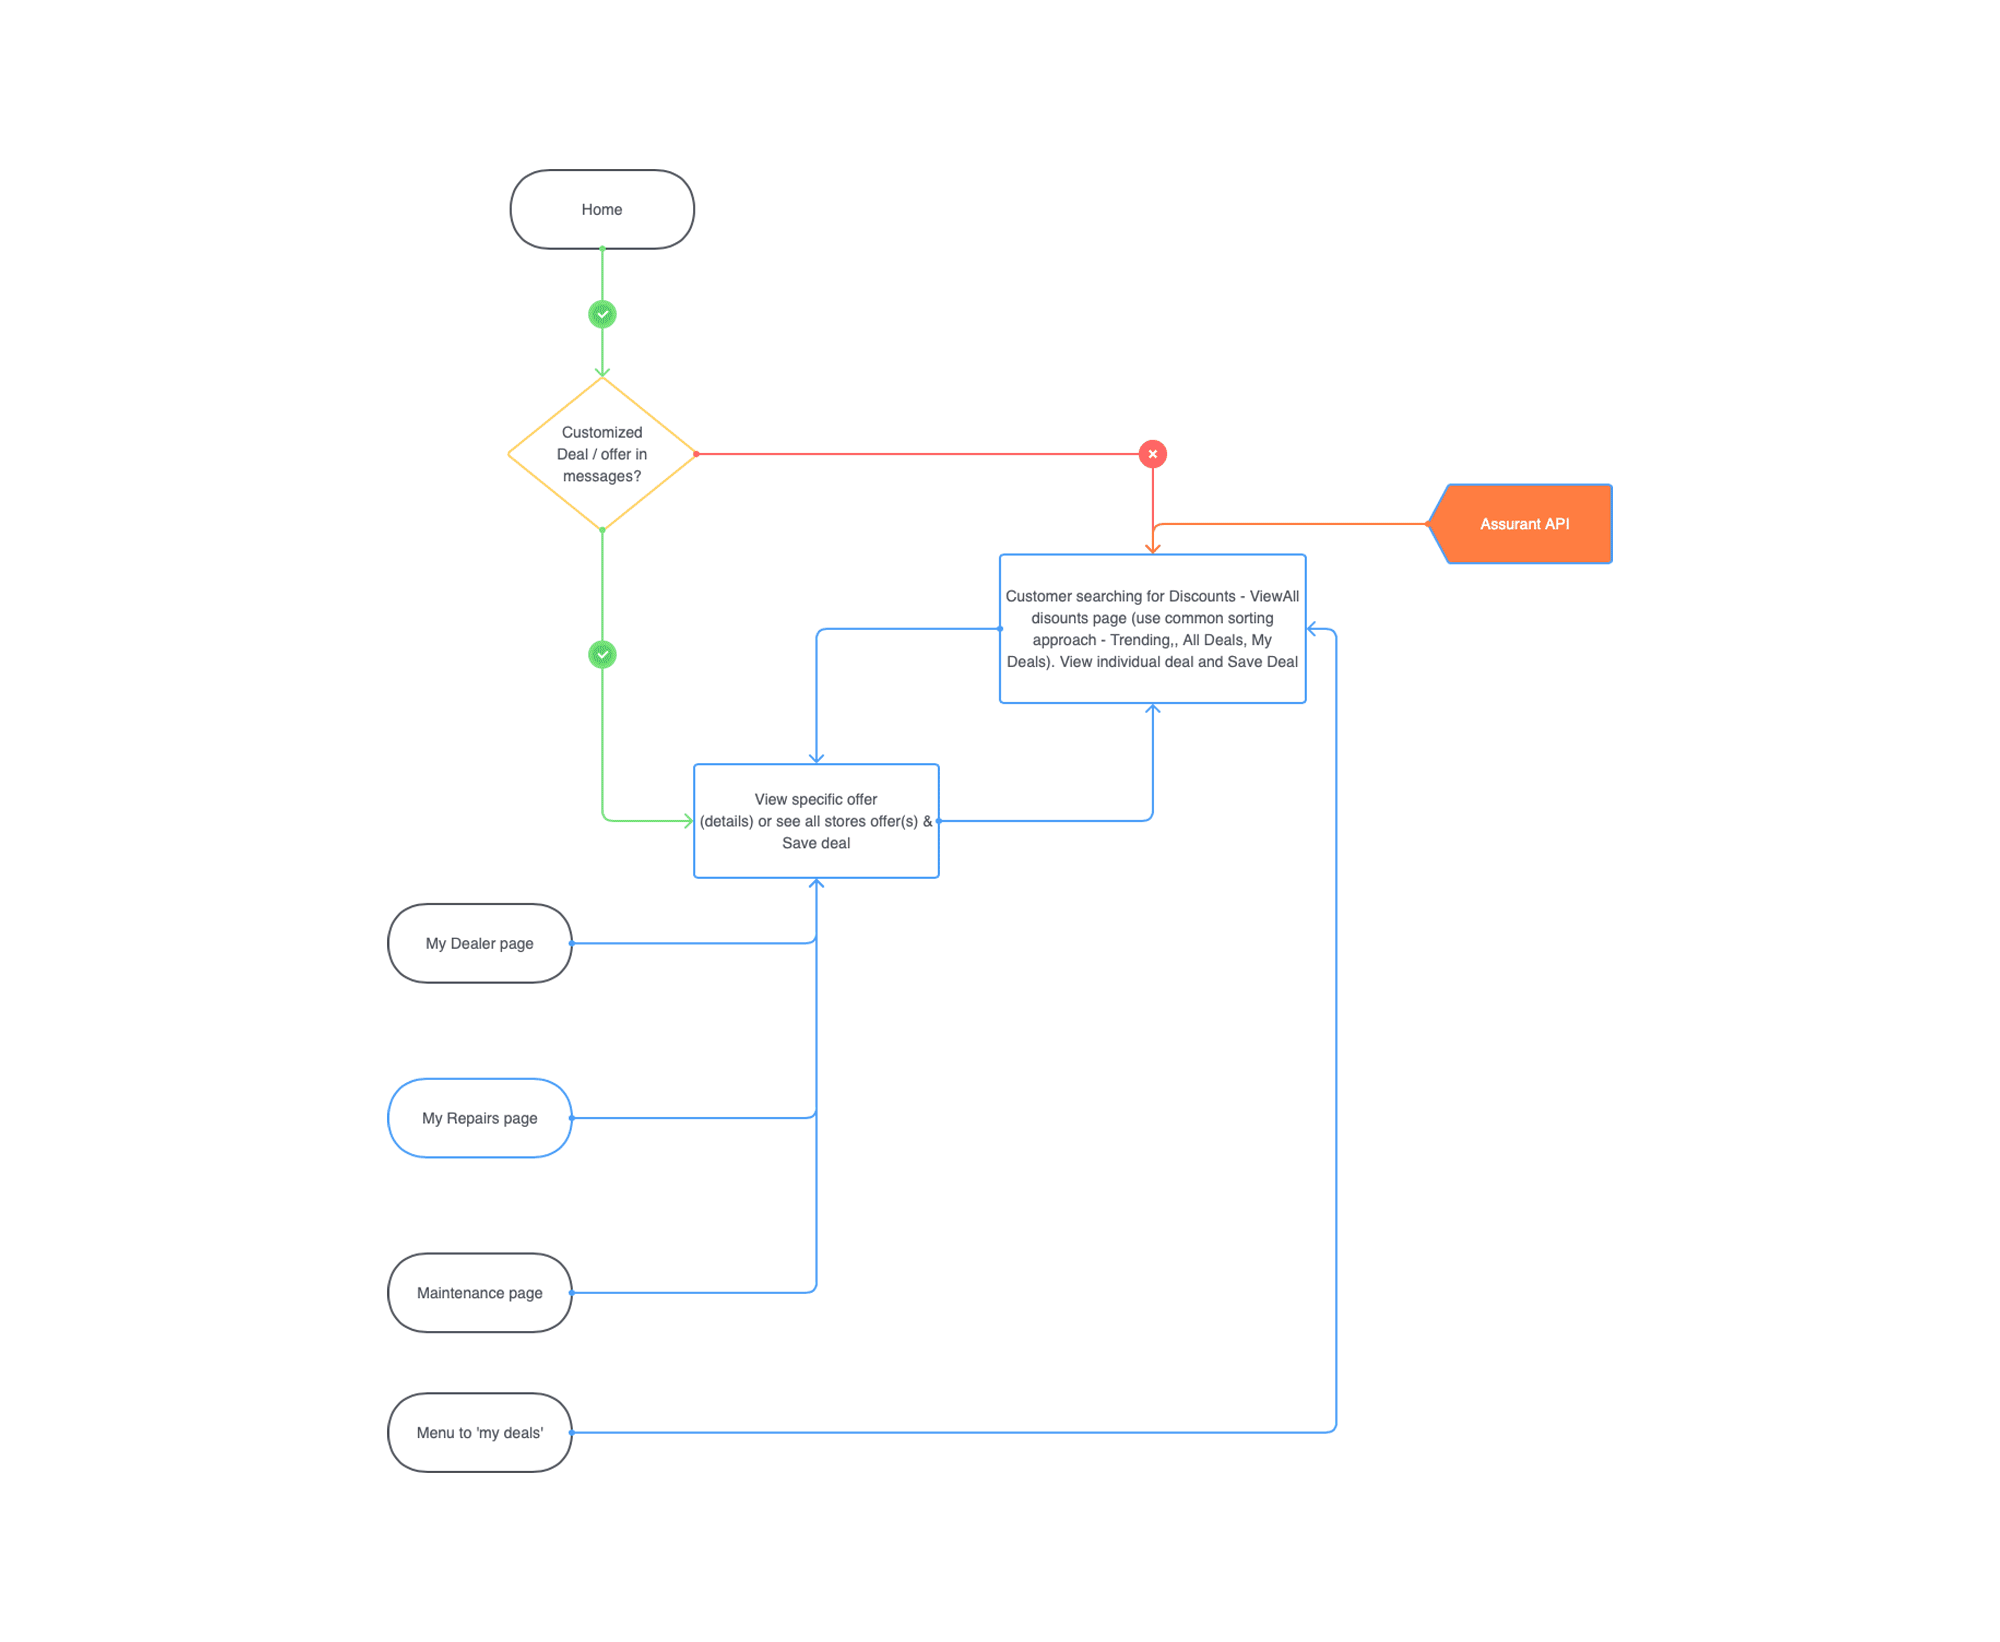 Home
Customized
Deal / offer in
messages?
Assurant API
Customer searching for Discounts - ViewAll
disounts page (use common sorting
approach - Trending,, All Deals, My
Deals). View individual deal and Save Deal
View specific offer
(details) or see all stores offer(s) &
Save deal
My Dealer page
My Repairs page
Maintenance page
Menu to 'my deals'